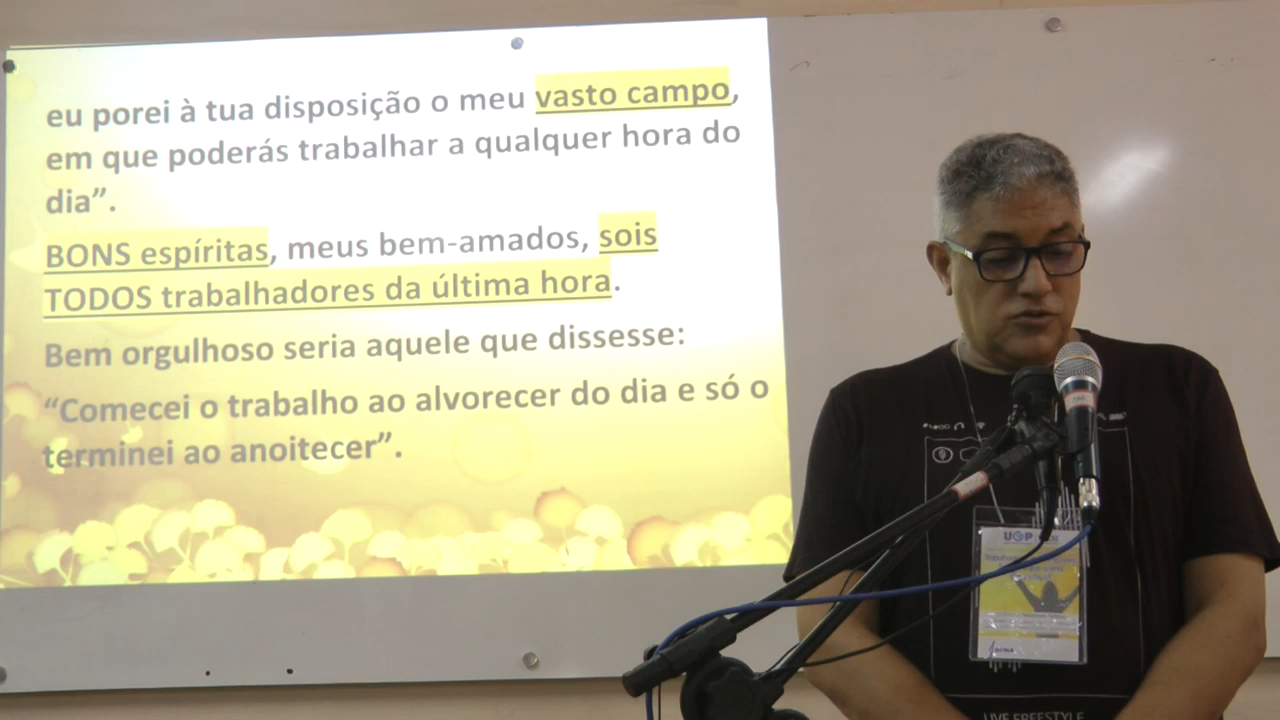 eu porei à tua disposição o meu vasto campo,
em que poderás trabalhar a qualquer hora do
dia”.
BONS espíritas, meus bem-amados, sois
TODOS trabalhadores da última hora.
Bem orgulhoso seria aquele que dissesse:
“Comecei o trabalho ao alvorecer do dia e só o
terminei ao anoitecer”.
LIVE FREESTYLE